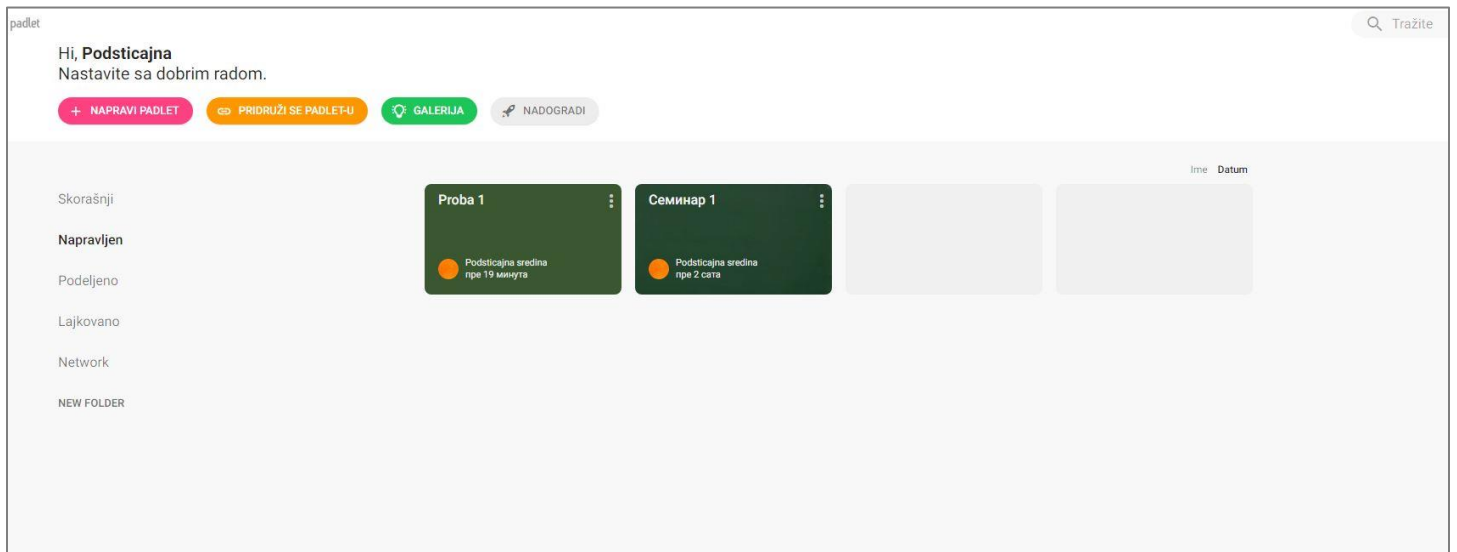 padlet
Tražite
Hi, Podsticajna
Nastavite sa dobrim radom.
+ NAPRAVI PADLET
PRIDRUŽI SE PADLET-U
GALERIJA
NADOGRADI
Ime Datum
Skorašnji
Napravljen
Podeljeno
Lajkovano
Network
NEW FOLDER
Proba 1
Podsticajna sredina
пре 19 минута
Семинар 1
Podsticajna sredina
пре 2 сата